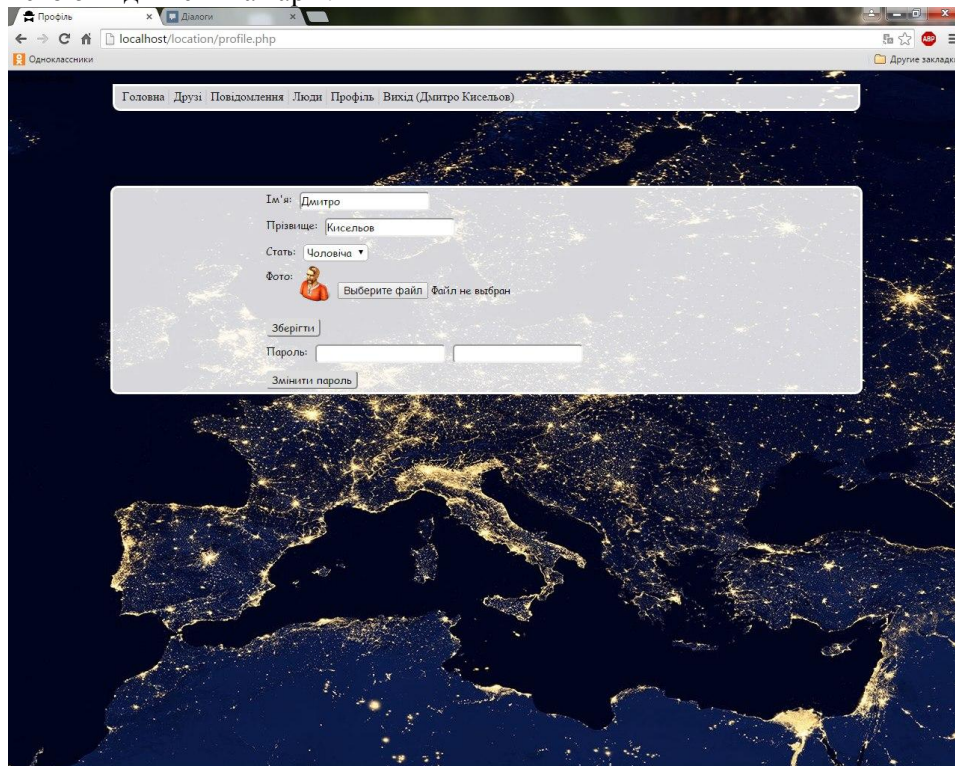 Профіль Діалоги
localhost/location/profile.php ABP
Одноклассники Другие закладки
Головна Друзі Повідомлення Люди Профіль Вихід (Дмитро Кисельов)
Ім'я: Дмитро
Прізвище: Кисельов
Стать: Чоловіча
Фото: Выберите файл Файл не выбран
Зберігти
Пароль:
Змінити пароль